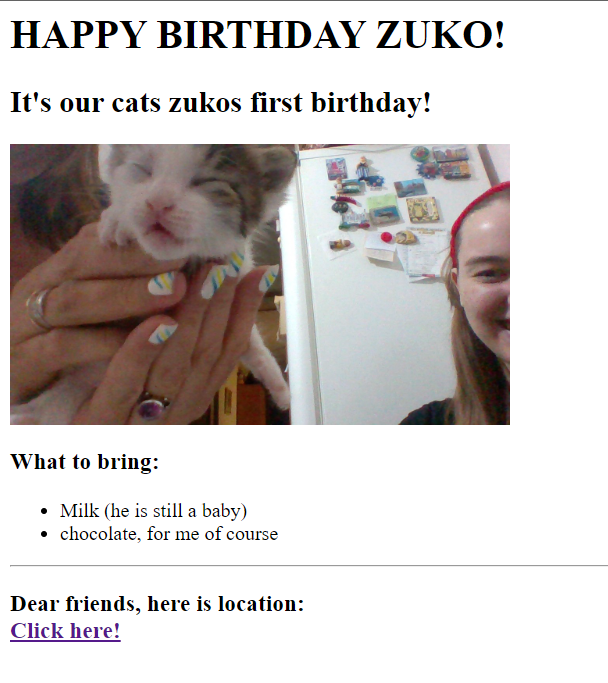 HAPPY BIRTHDAY ZUKO!
It's our cats zukos first birthday!
What to bring:
Milk (he is still a baby)
chocolate, for me of course
Dear friends, here is location:
Click here!